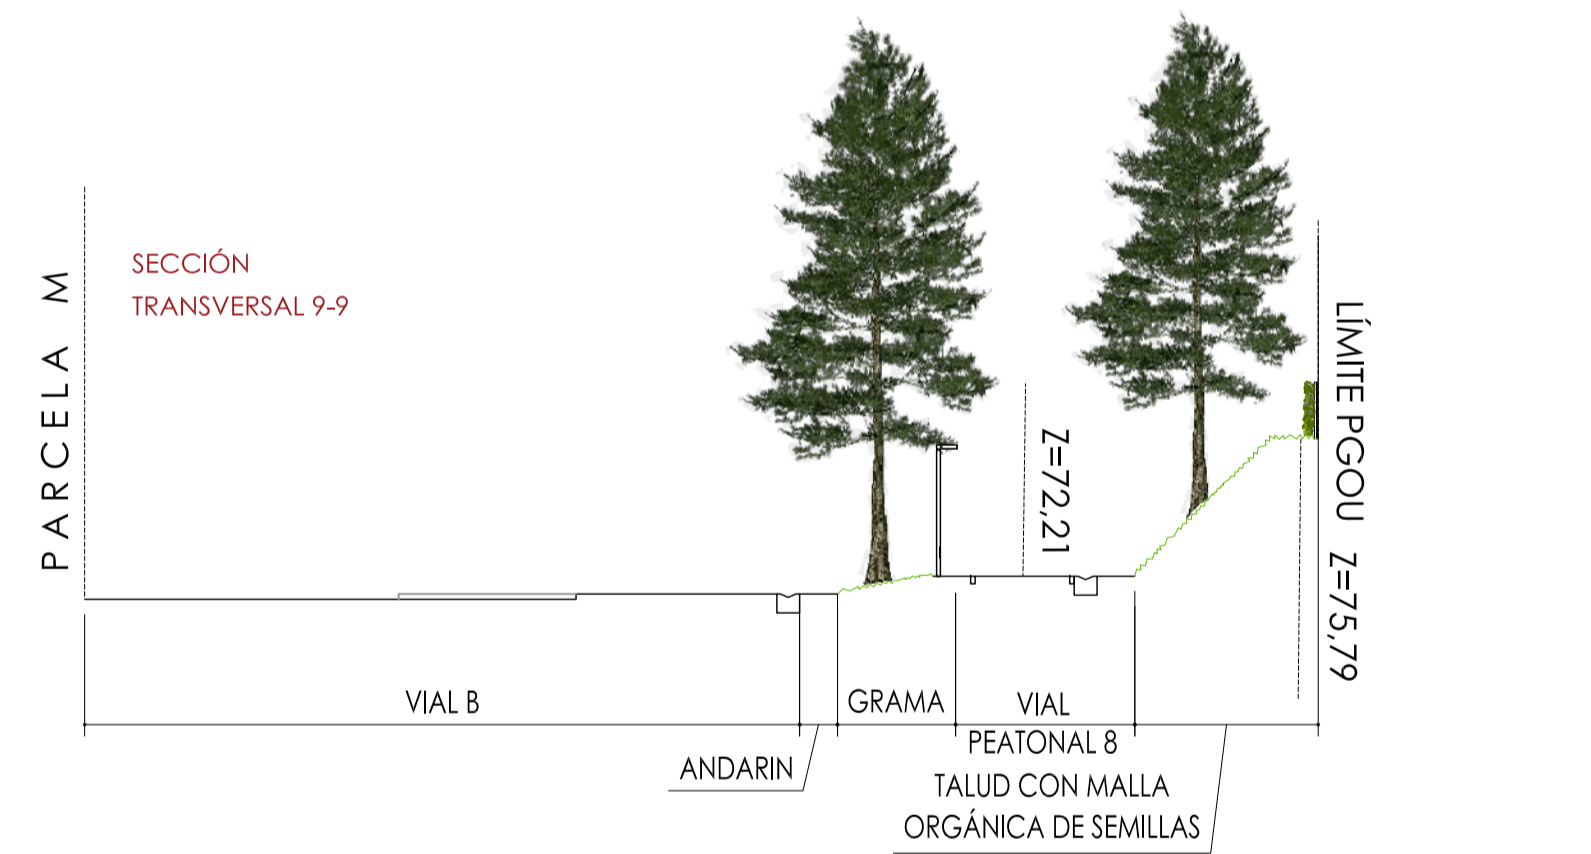 PARCELA M
SECCIÓN
TRANSVERSAL 9-9
Z=72,21
LÍMITE PGOU Z=75,79
VIAL B
ANDARIN
GRAMA
VIAL
PEATONAL 8
TALUD CON MALLA
ORGÁNICA DE SEMILLAS